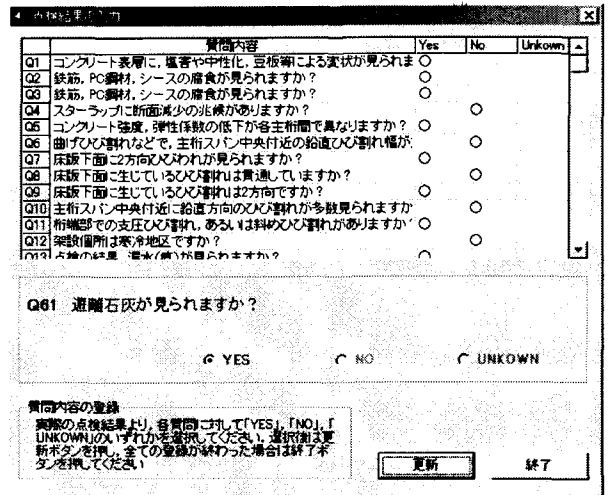 点検結果の入力
質問内容 Yes No Unkown
Q1 コンクリート表層に, 塩害や中性化, 豆板等による変状が見られま
Q2 鉄筋, PC鋼材, シースの腐食が見られますか?
Q3 鉄筋, PC鋼材, シースの腐食が見られますか?
Q4 スターラップに断面減少の兆候がありますか?
Q5 コンクリート強度, 弾性係数の低下が各主桁間で異なりますか?
Q6 曲げひび割れなどで, 主桁スパン中央付近の鉛直ひび割れ幅が
Q7 床版下面に2方向ひびわれが見られますか?
Q8 床版下面に生じているひび割れは貫通していますか?
Q9 床版下面に生じているひび割れは2方向ですか?
Q10 主桁スパン中央付近に鉛直方向のひび割れが多数見られますか
Q11 桁端部での支圧ひび割れ, あるいは斜めひび割れがありますか
Q12 架設個所は寒冷地区ですか?
Q13 点検の結果, 漏水(痕)が見られますか?
Q61 遊離石灰が見られますか?
YES NO UNKOWN
質問内容の登録
実際の点検結果より, 各質問に対して「YES」, 「NO」, 「
UNKOWN」のいずれかを選択してください. 選択後は更
新ボタンを押し, 全ての登録が終わった場合は終了ボ
タンを押してください
更新 終了